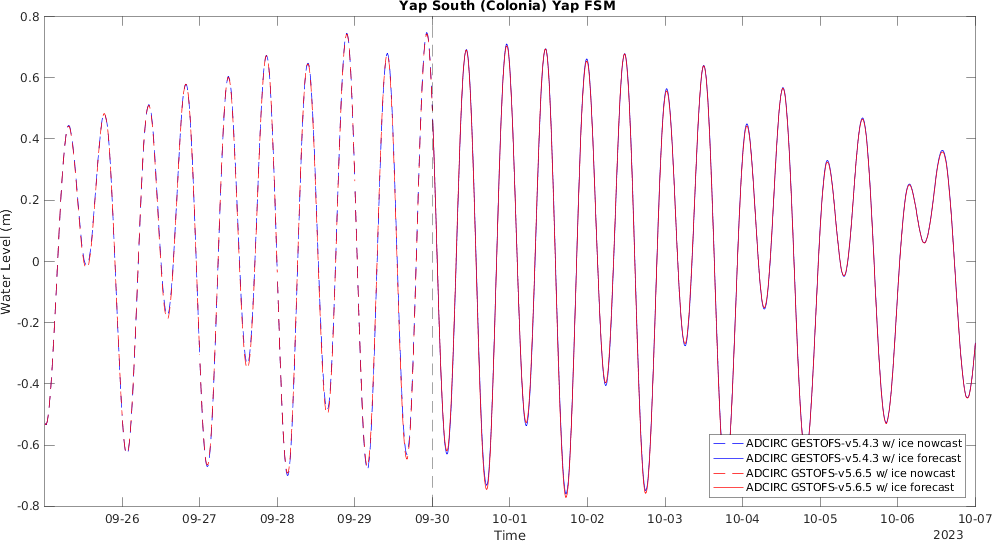 Yap South (Colonia) Yap FSM
0.8
0.6
0.4
0.2
0
-0.2
-0.4
-0.6
-0.8
Water Level (m)
ADCIRC GESTOFS-v5.4.3 w/ ice nowcast
ADCIRC GESTOFS-v5.4.3 w/ ice forecast
ADCIRC GSTOFS-v5.6.5 w/ ice nowcast
ADCIRC GSTOFS-v5.6.5 w/ ice forecast
09-26 09-27 09-28 09-29 09-30 10-01 10-02 10-03 10-04 10-05 10-06 10-07
Time
2023